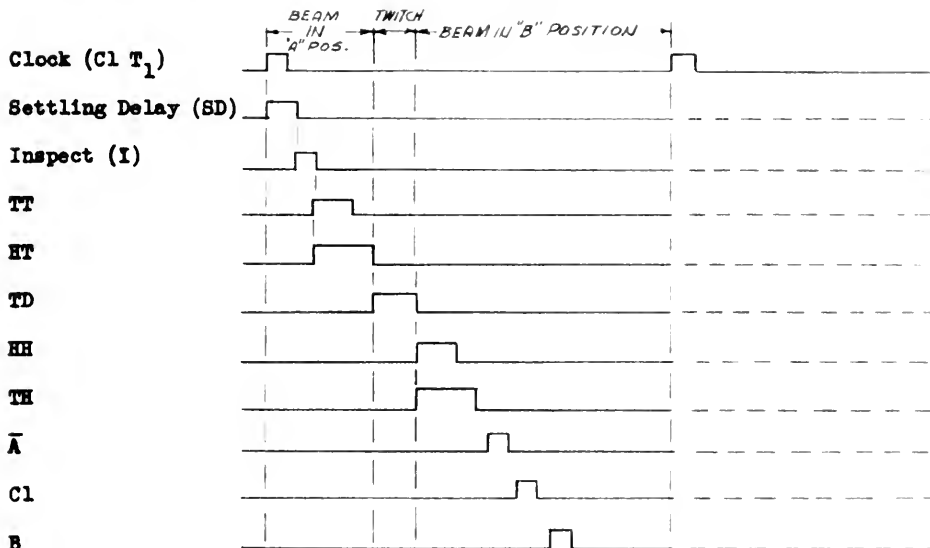 BEAM
IN
"A" POS.
TWITCH
BEAM IN "B" POSITION
Clock (Cl T₁)
Settling Delay (SD)
Inspect (I)
TT
HT
TD
HH
TH
A̅
Cl
B